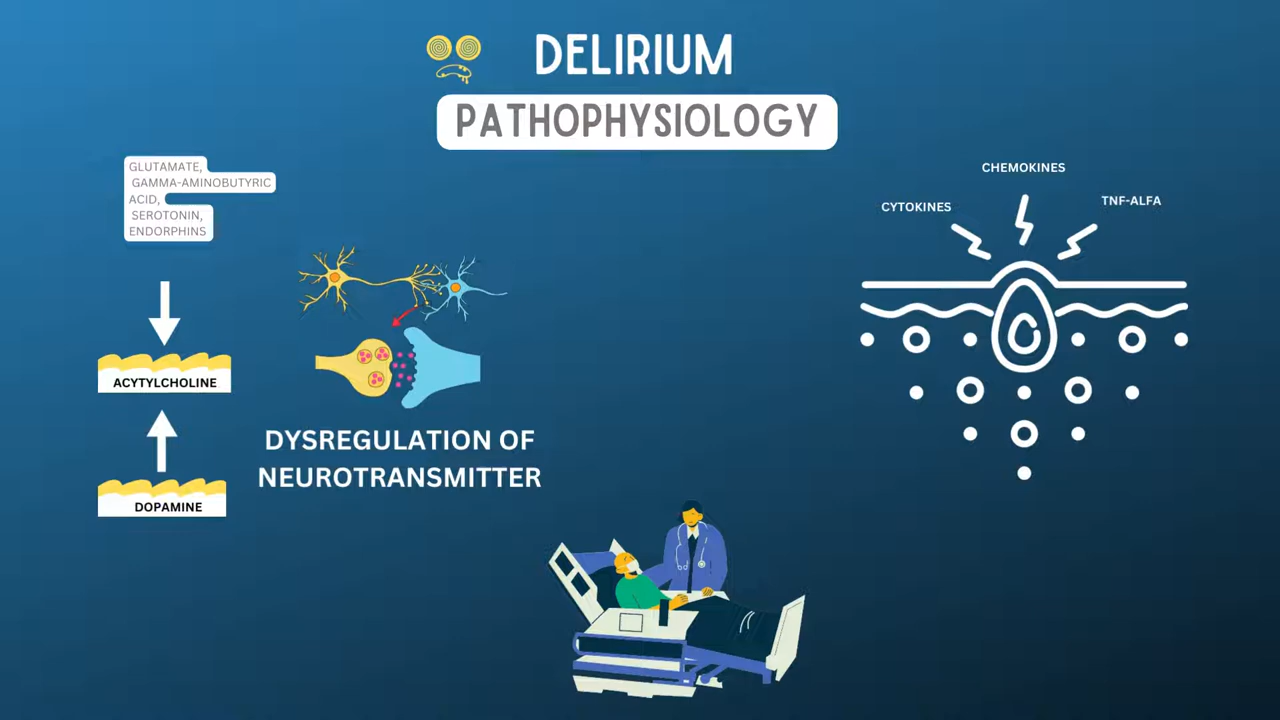 DELIRIUM
PATHOPHYSIOLOGY
GLUTAMATE,
GAMMA-AMINOBUTYRIC
ACID,
SEROTONIN,
ENDORPHINS
ACYTYLCHOLINE
DOPAMINE
DYSREGULATION OF
NEUROTRANSMITTER
CHEMOKINES
CYTOKINES
TNF-ALFA